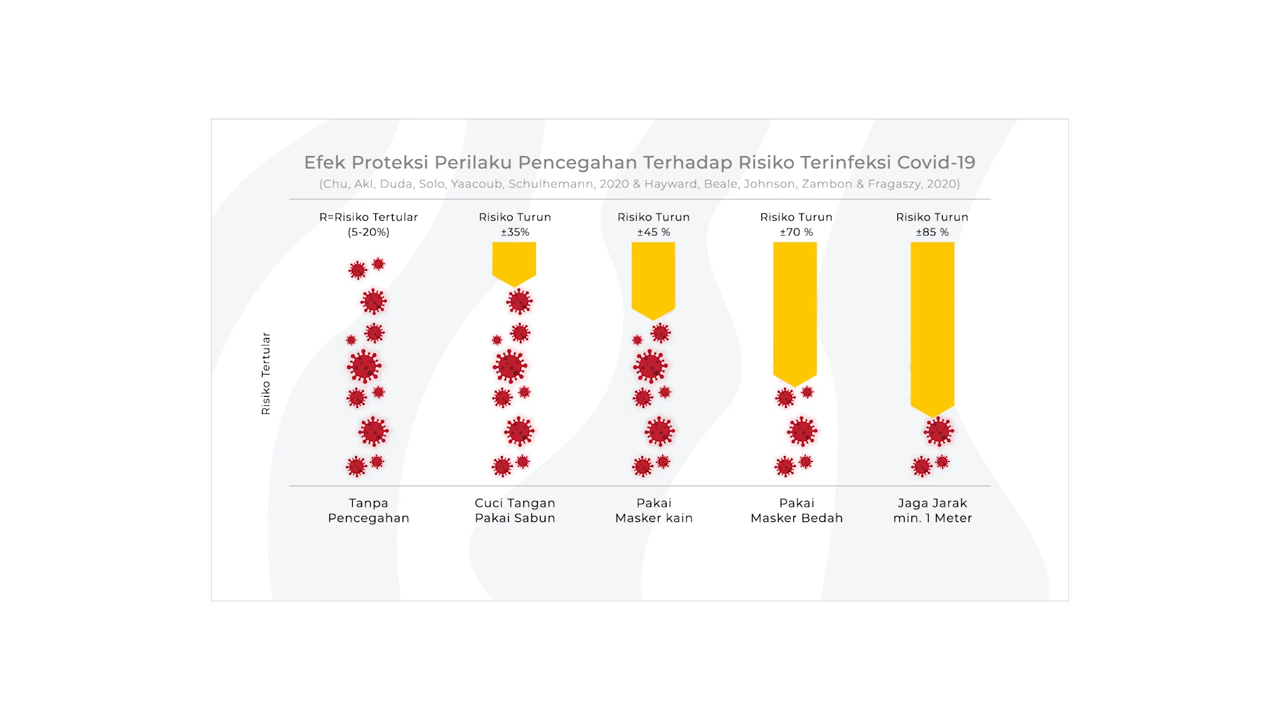 Efek Proteksi Perilaku Pencegahan Terhadap Risiko Terinfeksi Covid-19
(Chu, Akl, Duda, Solo, Yaacoub, Schulhemann, 2020 & Hayward, Beale, Johnson, Zambon & Fragaszy, 2020)
R=Risiko Tertular
(5-20%)
Risiko Turun
±35%
Risiko Turun
±45 %
Risiko Turun
±70 %
Risiko Turun
±85 %
Risiko Tertular
Tanpa
Pencegahan
Cuci Tangan
Pakai Sabun
Pakai
Masker kain
Pakai
Masker Bedah
Jaga Jarak
min. 1 Meter